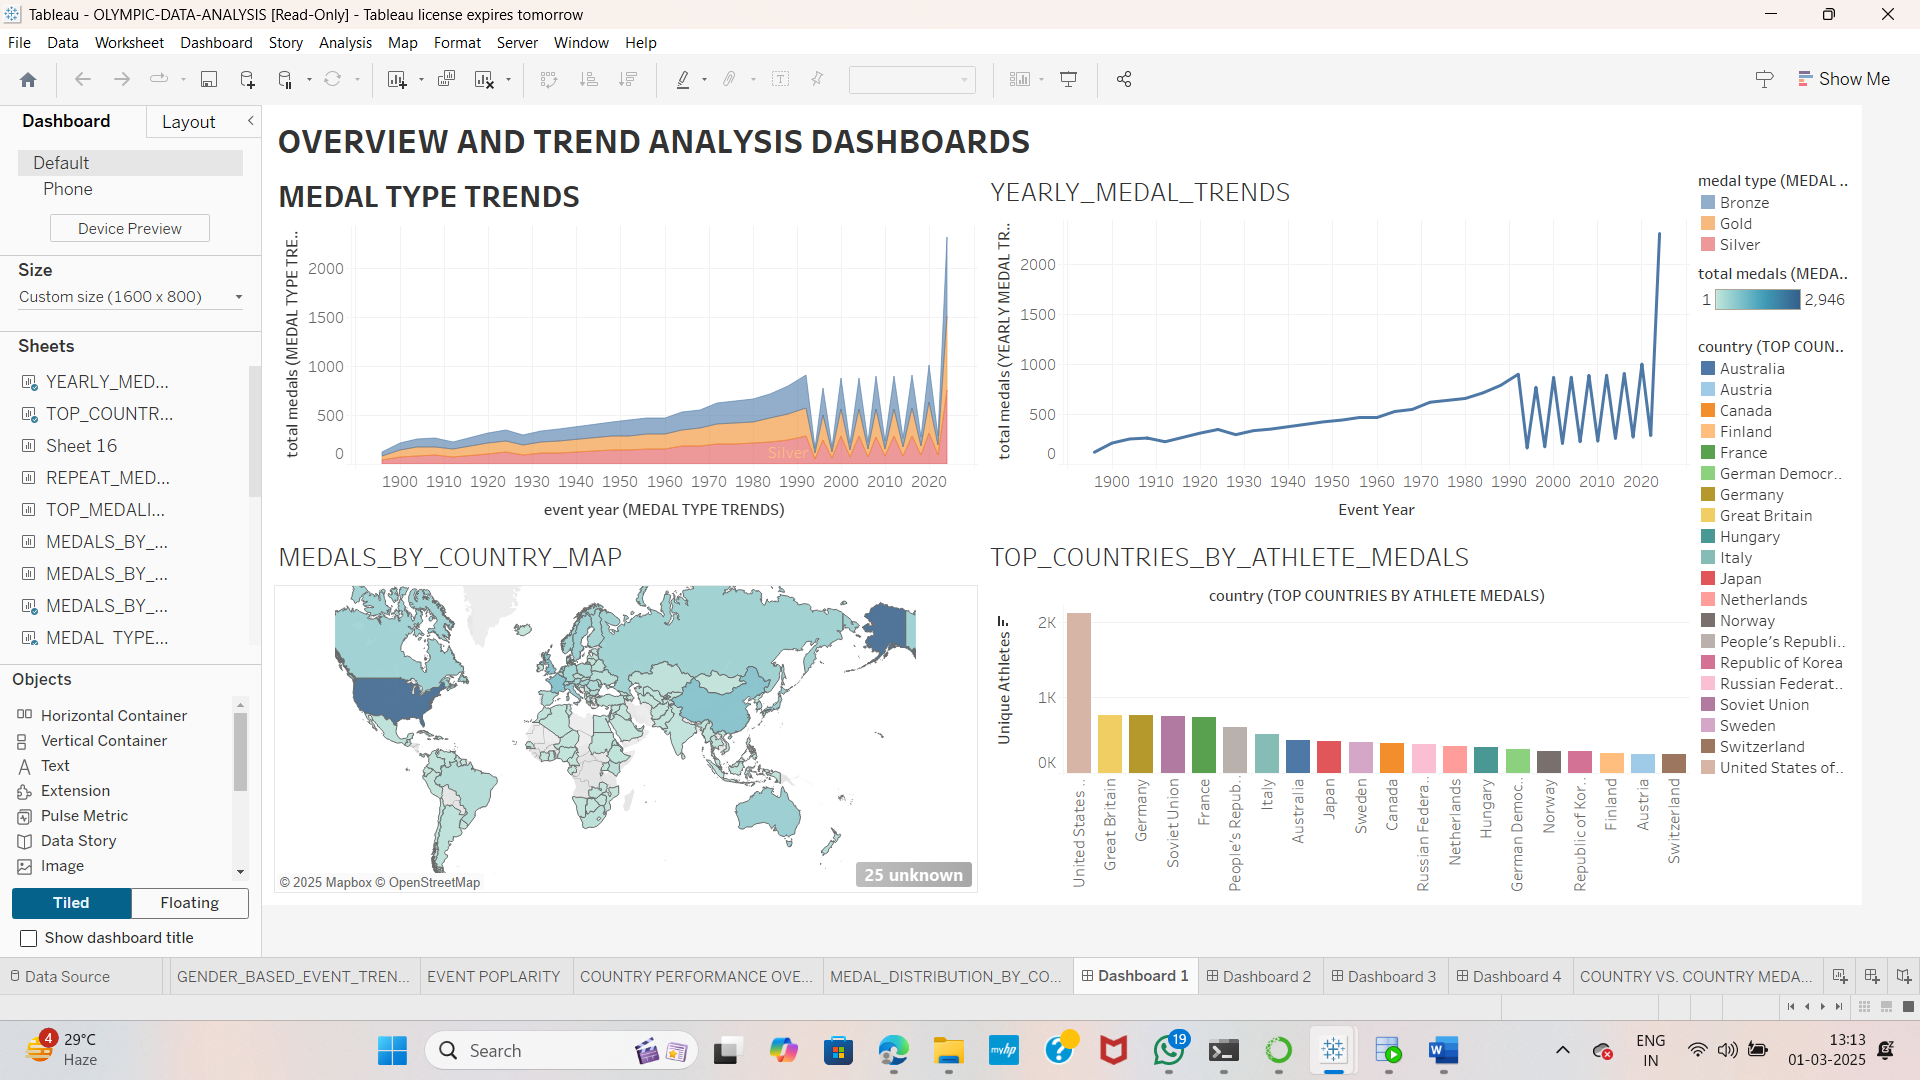 Tableau - OLYMPIC-DATA-ANALYSIS [Read-Only] - Tableau license expires tomorrow
File Data Worksheet Dashboard Story Analysis Map Format Server Window Help
Show Me
Dashboard Layout
Default
Phone
Device Preview
Size
Custom size (1600 x 800)
Sheets
YEARLY_MED...
TOP_COUNTR...
Sheet 16
REPEAT_MED...
TOP_MEDALI...
MEDALS_BY_...
MEDALS_BY_...
MEDALS_BY_...
MEDAL TYPE...
Objects
Horizontal Container
Vertical Container
Text
Extension
Pulse Metric
Data Story
Image
Tiled Floating
Show dashboard title
OVERVIEW AND TREND ANALYSIS DASHBOARDS
MEDAL TYPE TRENDS
total medals (MEDAL TYPE TRE..
2000
1500
1000
500
0
Silver
1900 1910 1920 1930 1940 1950 1960 1970 1980 1990 2000 2010 2020
event year (MEDAL TYPE TRENDS)
YEARLY_MEDAL_TRENDS
total medals (YEARLY MEDAL TR..
2000
1500
1000
500
0
1900 1910 1920 1930 1940 1950 1960 1970 1980 1990 2000 2010 2020
Event Year
MEDALS_BY_COUNTRY_MAP
© 2025 Mapbox © OpenStreetMap
25 unknown
TOP_COUNTRIES_BY_ATHLETE_MEDALS
country (TOP COUNTRIES BY ATHLETE MEDALS)
Unique Athletes
2K
1K
0K
United States ..
Great Britain
Germany
Soviet Union
France
People's Repub..
Italy
Australia
Japan
Sweden
Canada
Russian Federa..
Netherlands
Hungary
German Democ..
Norway
Republic of Kor..
Finland
Austria
Switzerland
medal type (MEDAL ..
Bronze
Gold
Silver
total medals (MEDA..
1 2,946
country (TOP COUN..
Australia
Austria
Canada
Finland
France
German Democr..
Germany
Great Britain
Hungary
Italy
Japan
Netherlands
Norway
People's Republi..
Republic of Korea
Russian Federat..
Soviet Union
Sweden
Switzerland
United States of..
Data Source GENDER_BASED_EVENT_TREN... EVENT POPLARITY COUNTRY PERFORMANCE OVE... MEDAL_DISTRIBUTION_BY_CO... Dashboard 1 Dashboard 2 Dashboard 3 Dashboard 4 COUNTRY VS. COUNTRY MEDA...
4
29°C
Haze
Search
myhp
19
W
ENG
IN
13:13
01-03-2025